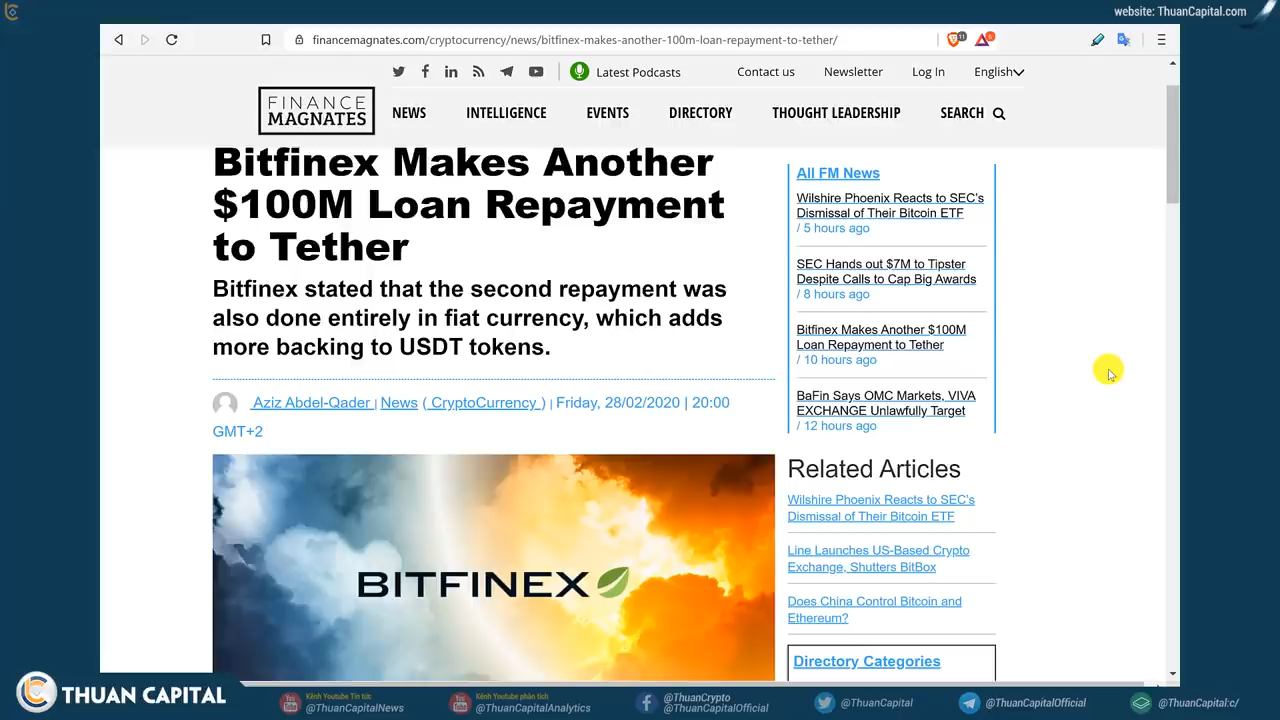 website: ThuanCapital.com
financemagnates.com/cryptocurrency/news/bitfinex-makes-another-100m-loan-repayment-to-tether/
Latest Podcasts
Contact us
Newsletter
Log In
English
FINANCE
MAGNATES
NEWS
INTELLIGENCE
EVENTS
DIRECTORY
THOUGHT LEADERSHIP
SEARCH
Bitfinex Makes Another
$100M Loan Repayment
to Tether
Bitfinex stated that the second repayment was
also done entirely in fiat currency, which adds
more backing to USDT tokens.
Aziz Abdel-Qader | News ( CryptoCurrency ) | Friday, 28/02/2020 | 20:00
GMT+2
BITFINEX
All FM News
Wilshire Phoenix Reacts to SEC's
Dismissal of Their Bitcoin ETF
/ 5 hours ago
SEC Hands out $7M to Tipster
Despite Calls to Cap Big Awards
/ 8 hours ago
Bitfinex Makes Another $100M
Loan Repayment to Tether
/ 10 hours ago
BaFin Says OMC Markets, VIVA
EXCHANGE Unlawfully Target
/ 12 hours ago
Related Articles
Wilshire Phoenix Reacts to SEC's
Dismissal of Their Bitcoin ETF
Line Launches US-Based Crypto
Exchange, Shutters BitBox
Does China Control Bitcoin and
Ethereum?
Directory Categories
THUAN CAPITAL
Kênh Youtube Tin tức
@ThuanCapitalNews
Kênh Youtube phân tích
@ThuanCapitalAnalytics
@ThuanCrypto
@ThuanCapitalOfficial
@ThuanCapital
@ThuanCapitalOfficial
@ThuanCapital:c/